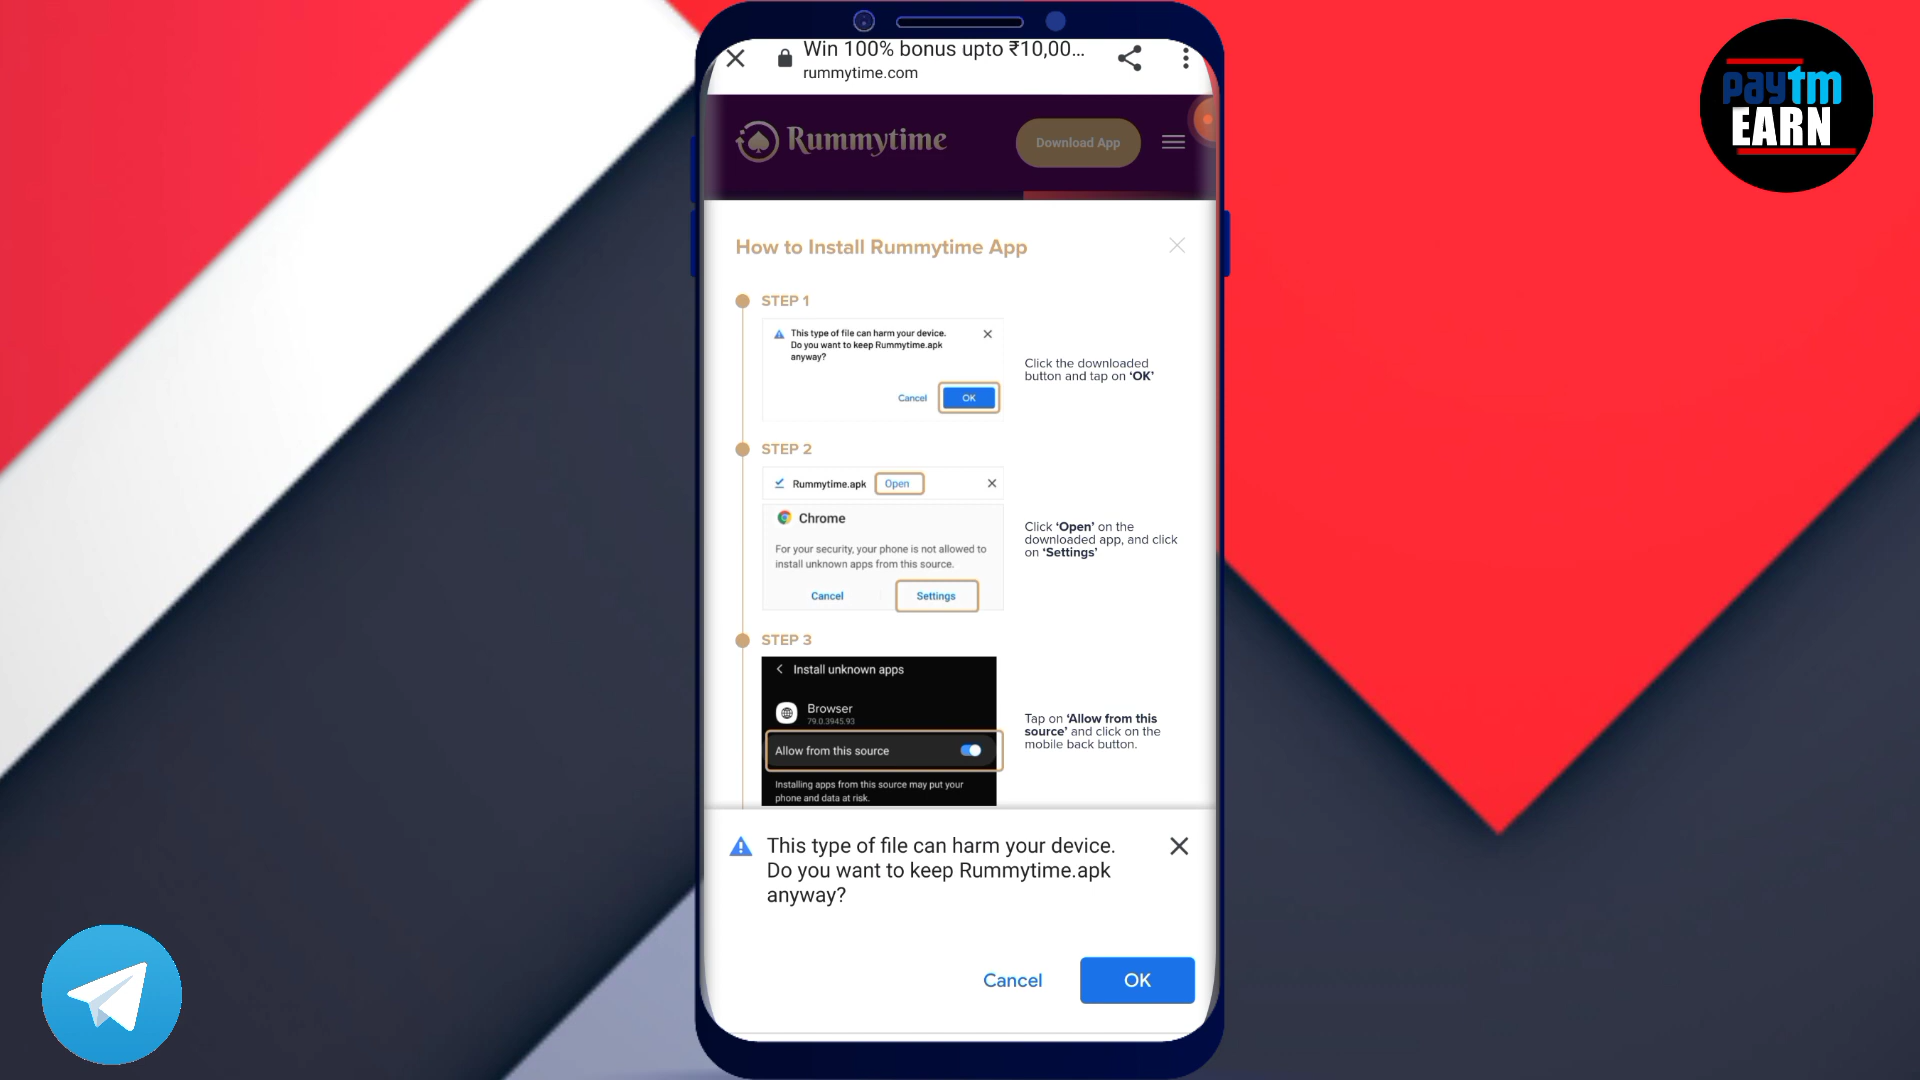 Win 100% bonus upto ₹10,00...
rummytime.com
paytm
EARN
Rummytime
Download App
How to Install Rummytime App
STEP 1
This type of file can harm your device.
Do you want to keep Rummytime.apk
anyway?
Cancel
OK
Click the downloaded
button and tap on ‘OK’
STEP 2
Rummytime.apk
Open
Chrome
For your security, your phone is not allowed to
install unknown apps from this source.
Cancel
Settings
Click ‘Open’ on the
downloaded app, and click
on ‘Settings’
STEP 3
Install unknown apps
Browser
79.0.3945.93
Allow from this source
Installing apps from this source may put your
phone and data at risk.
Tap on ‘Allow from this
source’ and click on the
mobile back button.
This type of file can harm your device.
Do you want to keep Rummytime.apk
anyway?
Cancel
OK